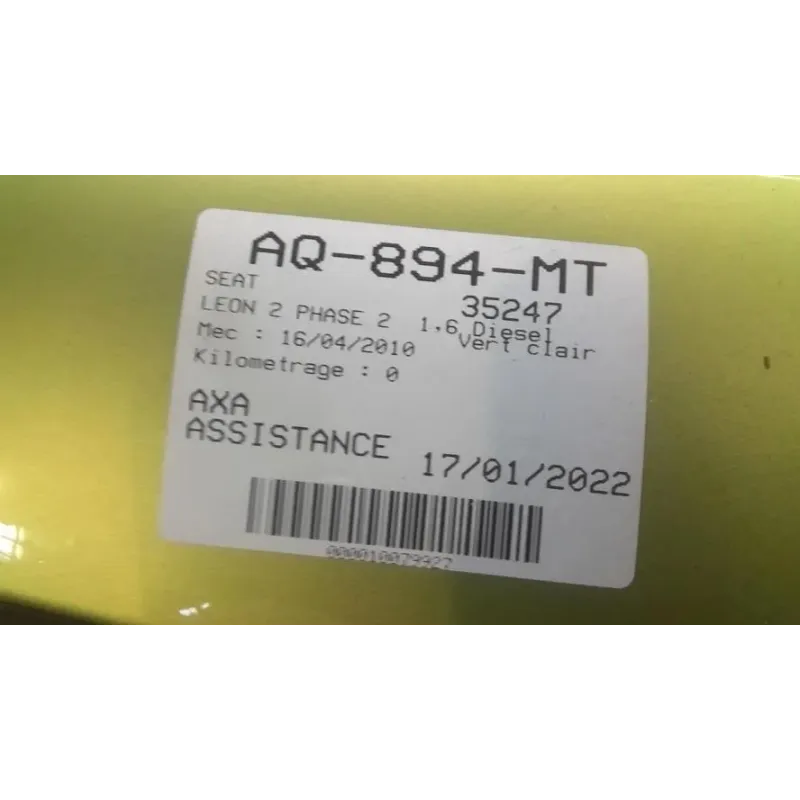 AQ-894-MT
SEAT 35247
LEON 2 PHASE 2 1.6 Diesel
Mec : 16/04/2010 Vert clair
Kilometrage : 0
AXA
ASSISTANCE 17/01/2022
000010079927